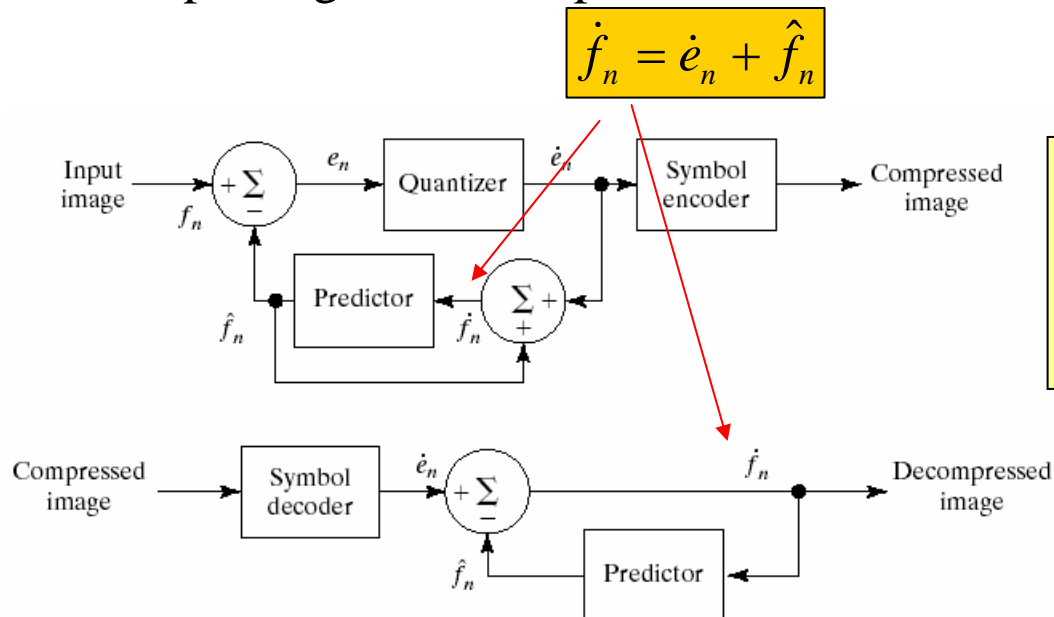 ḟₙ = ėₙ + f̂ₙ
Input
image
fₙ
+ Σ
−
eₙ
Quantizer
ėₙ
Symbol
encoder
Compressed
image
f̂ₙ
Predictor
ḟₙ
Σ +
+
Compressed
image
Symbol
decoder
ėₙ
+ Σ
−
f̂ₙ
ḟₙ
Predictor
Decompressed
image